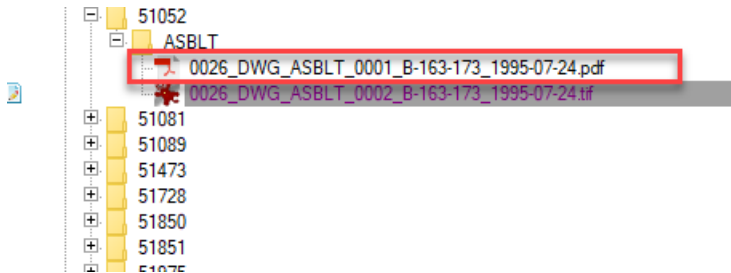 51052
ASBLT
0026_DWG_ASBLT_0001_B-163-173_1995-07-24.pdf
0026_DWG_ASBLT_0002_B-163-173_1995-07-24.tif
51081
51089
51473
51728
51850
51851
51975